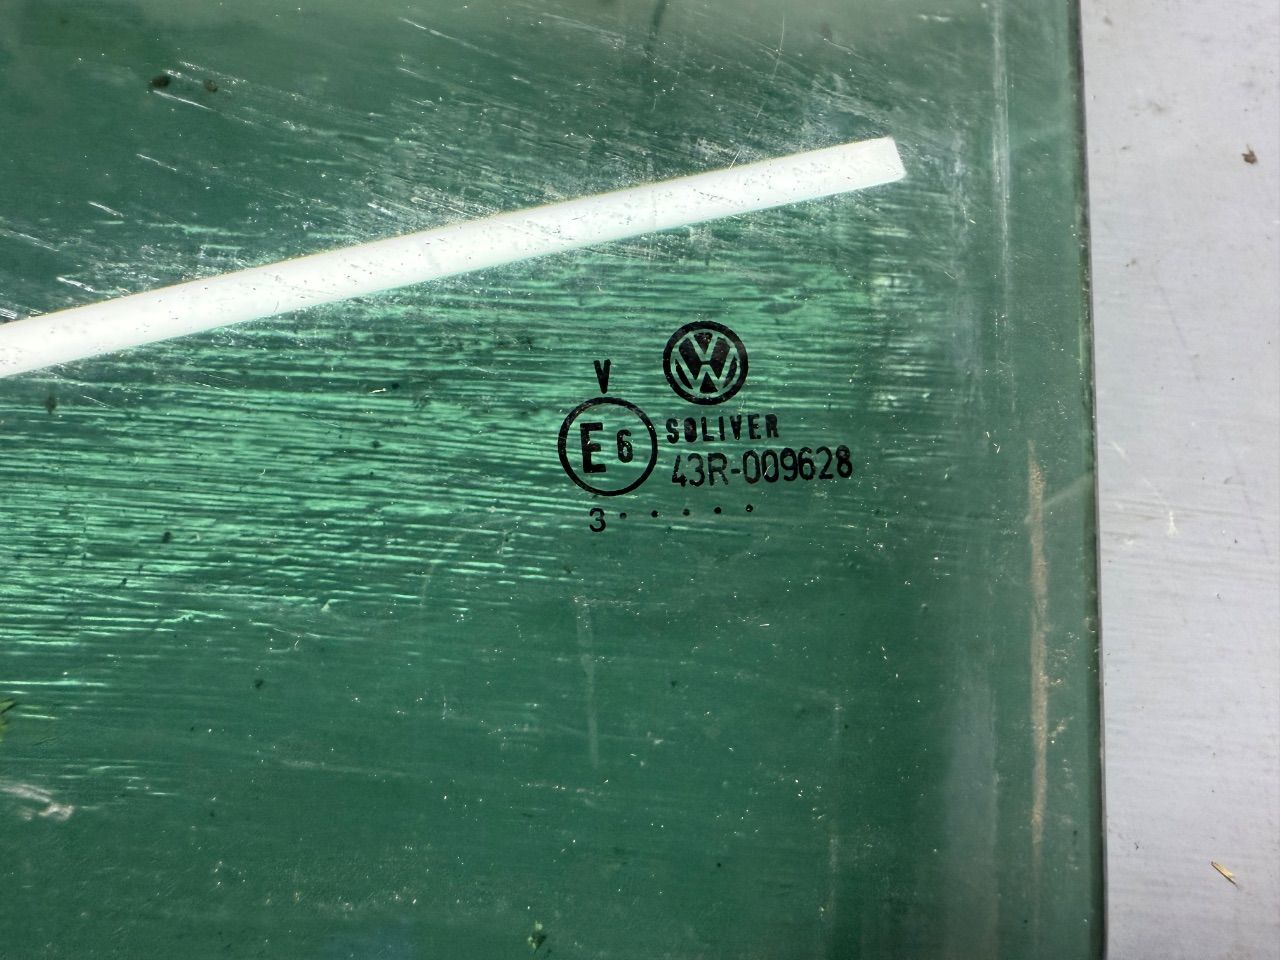 V
E6
SOLIVER
43R-009628
3 . . . . .